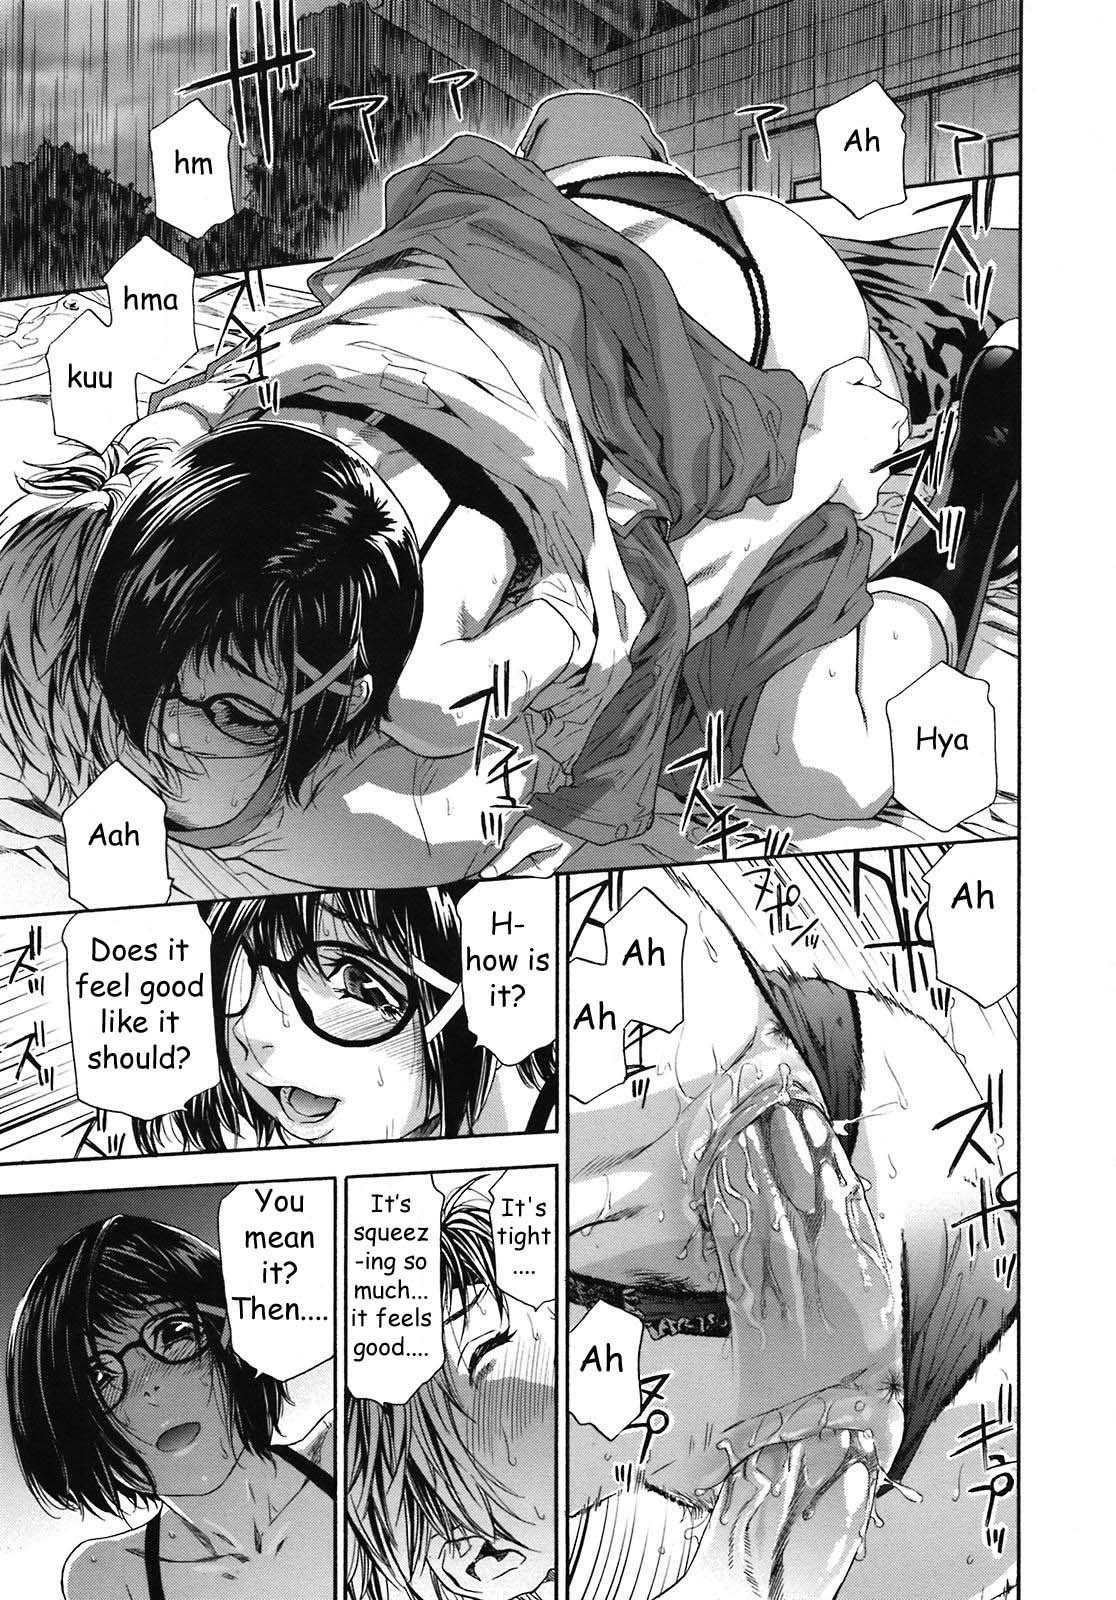 Ah
hm
hma
kuu
Hya
Aah
H-
how is
it?
Does it
feel good
like it
should?
Ah
Ah
Ah
Ah
It's
tight
....
It's
squeez
-ing so
much...
it feels
good....
You
mean
it?
Then....